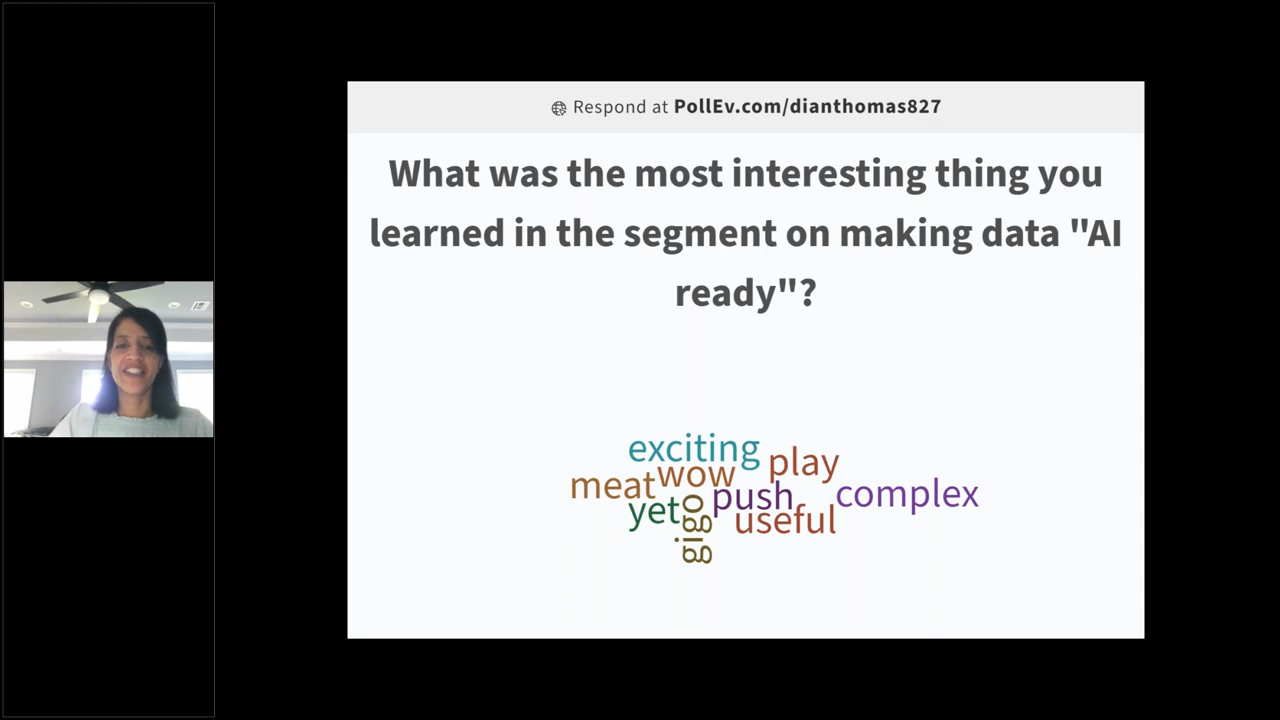 Respond at PollEv.com/dianthomas827
What was the most interesting thing you
learned in the segment on making data "AI
ready"?
exciting
play
wow
meat
push
complex
yet
useful
gigo